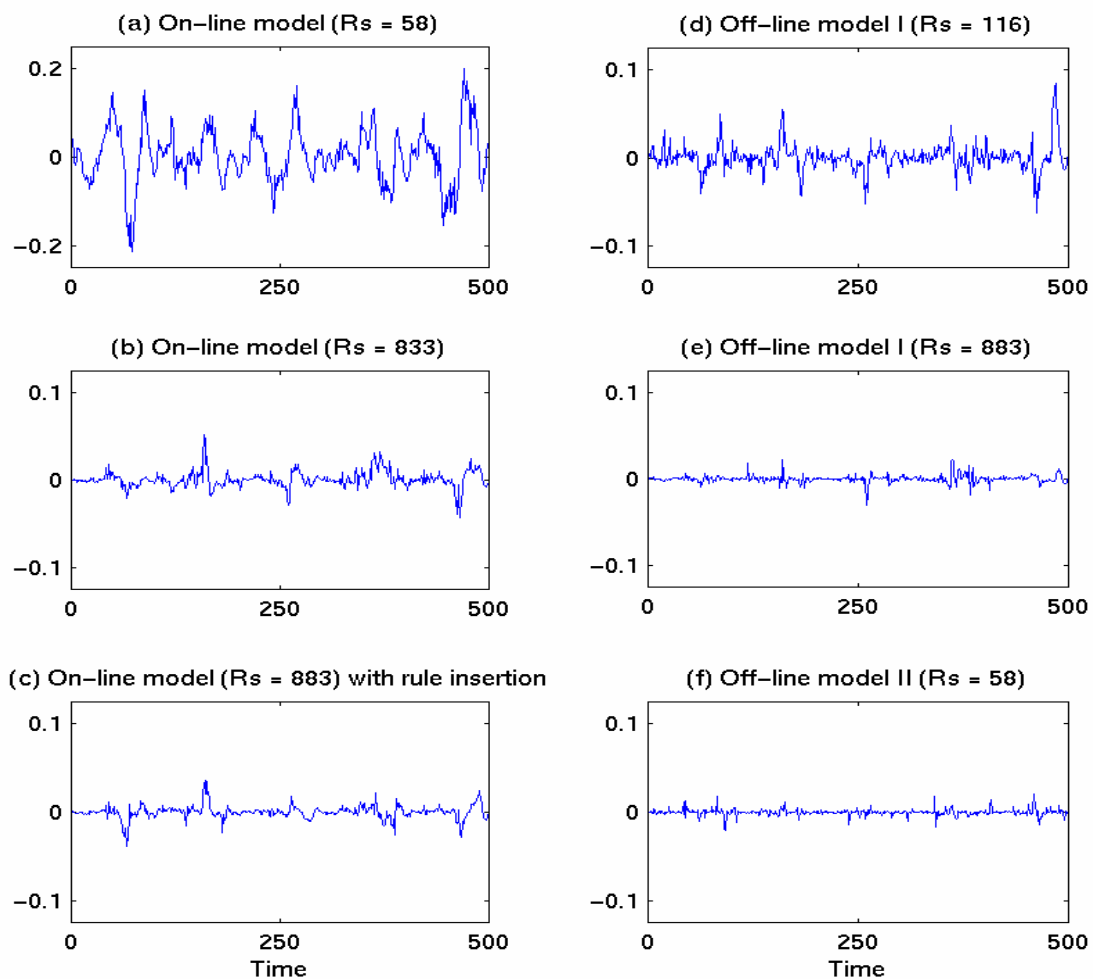 (a) On-line model (Rs = 58)
0.2
0
-0.2
0 250 500
(d) Off-line model I (Rs = 116)
0.1
0
-0.1
0 250 500
(b) On-line model (Rs = 833)
0.1
0
-0.1
0 250 500
(e) Off-line model I (Rs = 883)
0.1
0
-0.1
0 250 500
(c) On-line model (Rs = 883) with rule insertion
0.1
0
-0.1
0 250 500
Time
(f) Off-line model II (Rs = 58)
0.1
0
-0.1
0 250 500
Time